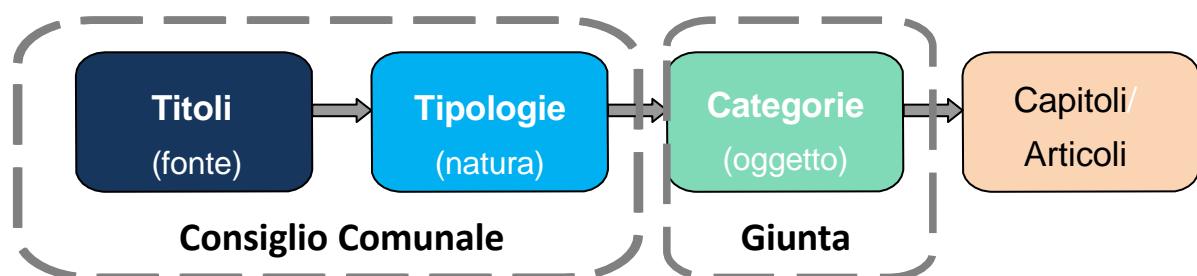 Titoli
(fonte)
Tipologie
(natura)
Categorie
(oggetto)
Capitoli/
Articoli
Consiglio Comunale
Giunta